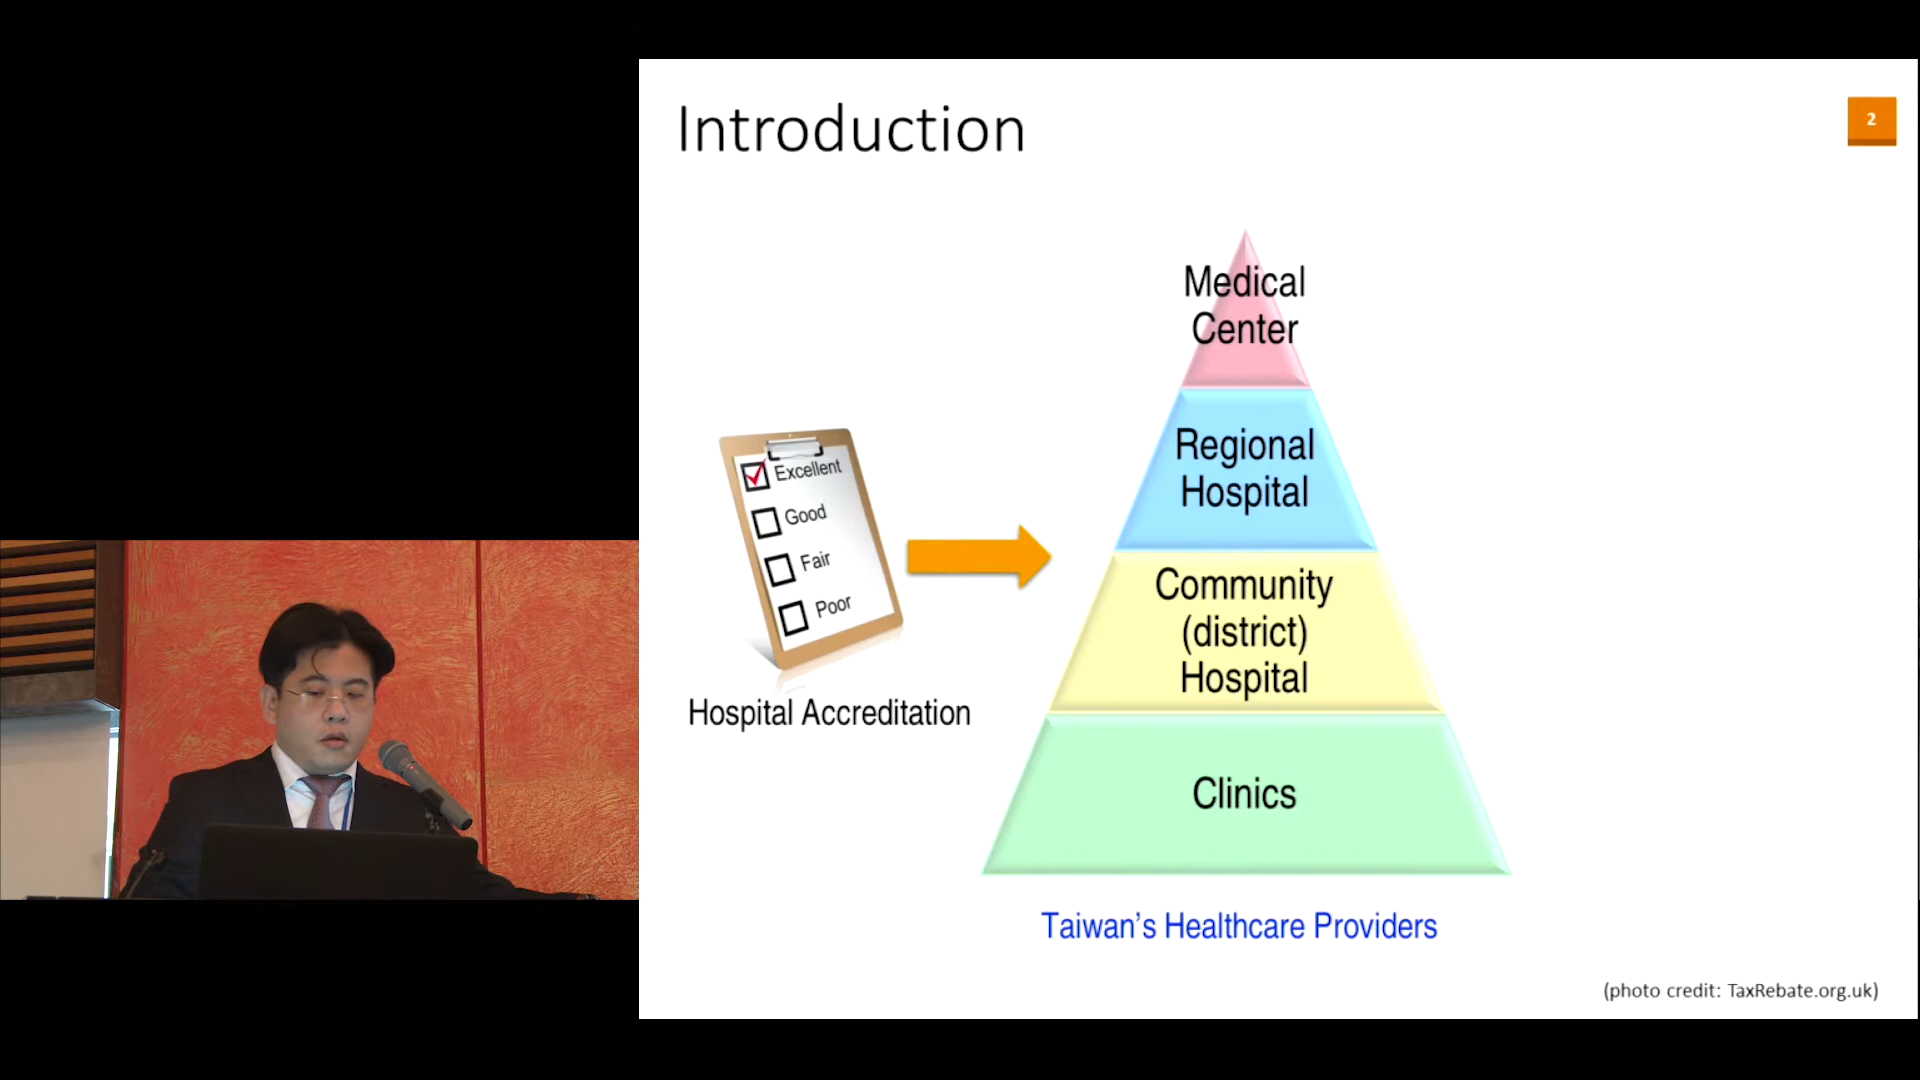 Introduction
2
Medical
Center
Regional
Hospital
Community
(district)
Hospital
Clinics
Excellent
Good
Fair
Poor
Hospital Accreditation
Taiwan’s Healthcare Providers
(photo credit: TaxRebate.org.uk)